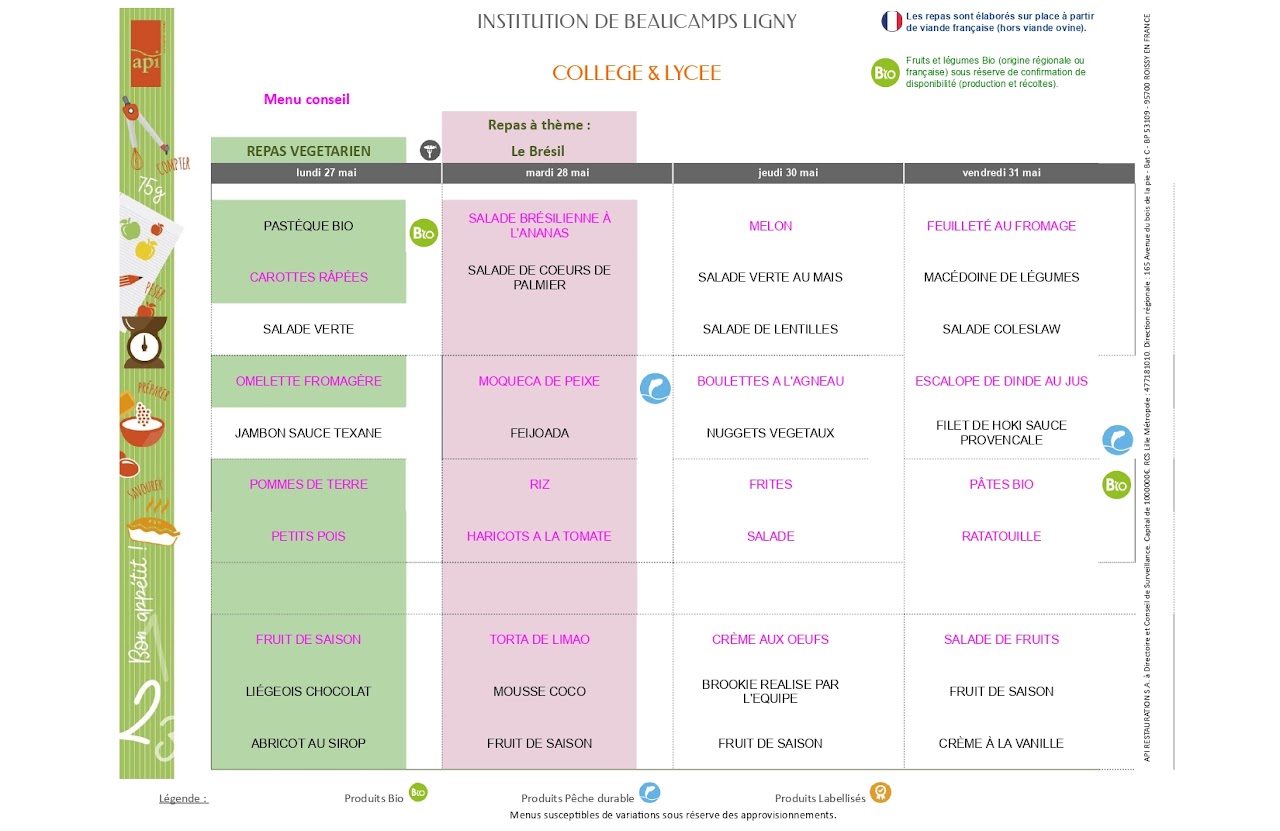 api
INSTITUTION DE BEAUCAMPS LIGNY
Les repas sont élaborés sur place à partir
de viande française (hors viande ovine).
COLLEGE & LYCEE
Bio
Fruits et légumes Bio (origine régionale ou
française) sous réserve de confirmation de
disponibilité (production et récoltes).
Menu conseil
Repas à thème :
REPAS VEGETARIEN
Le Brésil
lundi 27 mai
mardi 28 mai
jeudi 30 mai
vendredi 31 mai
PASTÈQUE BIO
Bio
SALADE BRÉSILIENNE À
L'ANANAS
MELON
FEUILLETÉ AU FROMAGE
CAROTTES RÂPÉES
SALADE DE COEURS DE
PALMIER
SALADE VERTE AU MAIS
MACÉDOINE DE LÉGUMES
SALADE VERTE
SALADE DE LENTILLES
SALADE COLESLAW
OMELETTE FROMAGÈRE
MOQUECA DE PEIXE
BOULETTES A L'AGNEAU
ESCALOPE DE DINDE AU JUS
JAMBON SAUCE TEXANE
FEIJOADA
NUGGETS VEGETAUX
FILET DE HOKI SAUCE
PROVENCALE
POMMES DE TERRE
RIZ
FRITES
PÂTES BIO
Bio
PETITS POIS
HARICOTS A LA TOMATE
SALADE
RATATOUILLE
FRUIT DE SAISON
TORTA DE LIMAO
CRÈME AUX OEUFS
SALADE DE FRUITS
LIÉGEOIS CHOCOLAT
MOUSSE COCO
BROOKIE REALISE PAR
L'EQUIPE
FRUIT DE SAISON
ABRICOT AU SIROP
FRUIT DE SAISON
FRUIT DE SAISON
CRÈME À LA VANILLE
COMPTER
75g
PESER
PRÉPARER
SAVOURER
Bon appétit !
2
3
API RESTAURATION S.A. à Directoire et Conseil de Surveillance. Capital de 1000000€. RCS Lille Métropole : 477181010. Direction régionale : 165 Avenue du bois de la pie - Bat C - BP 53109 - 95700 ROISSY EN FRANCE
Légende :
Produits Bio
Bio
Produits Pêche durable
Produits Labellisés
Menus susceptibles de variations sous réserve des approvisionnements.